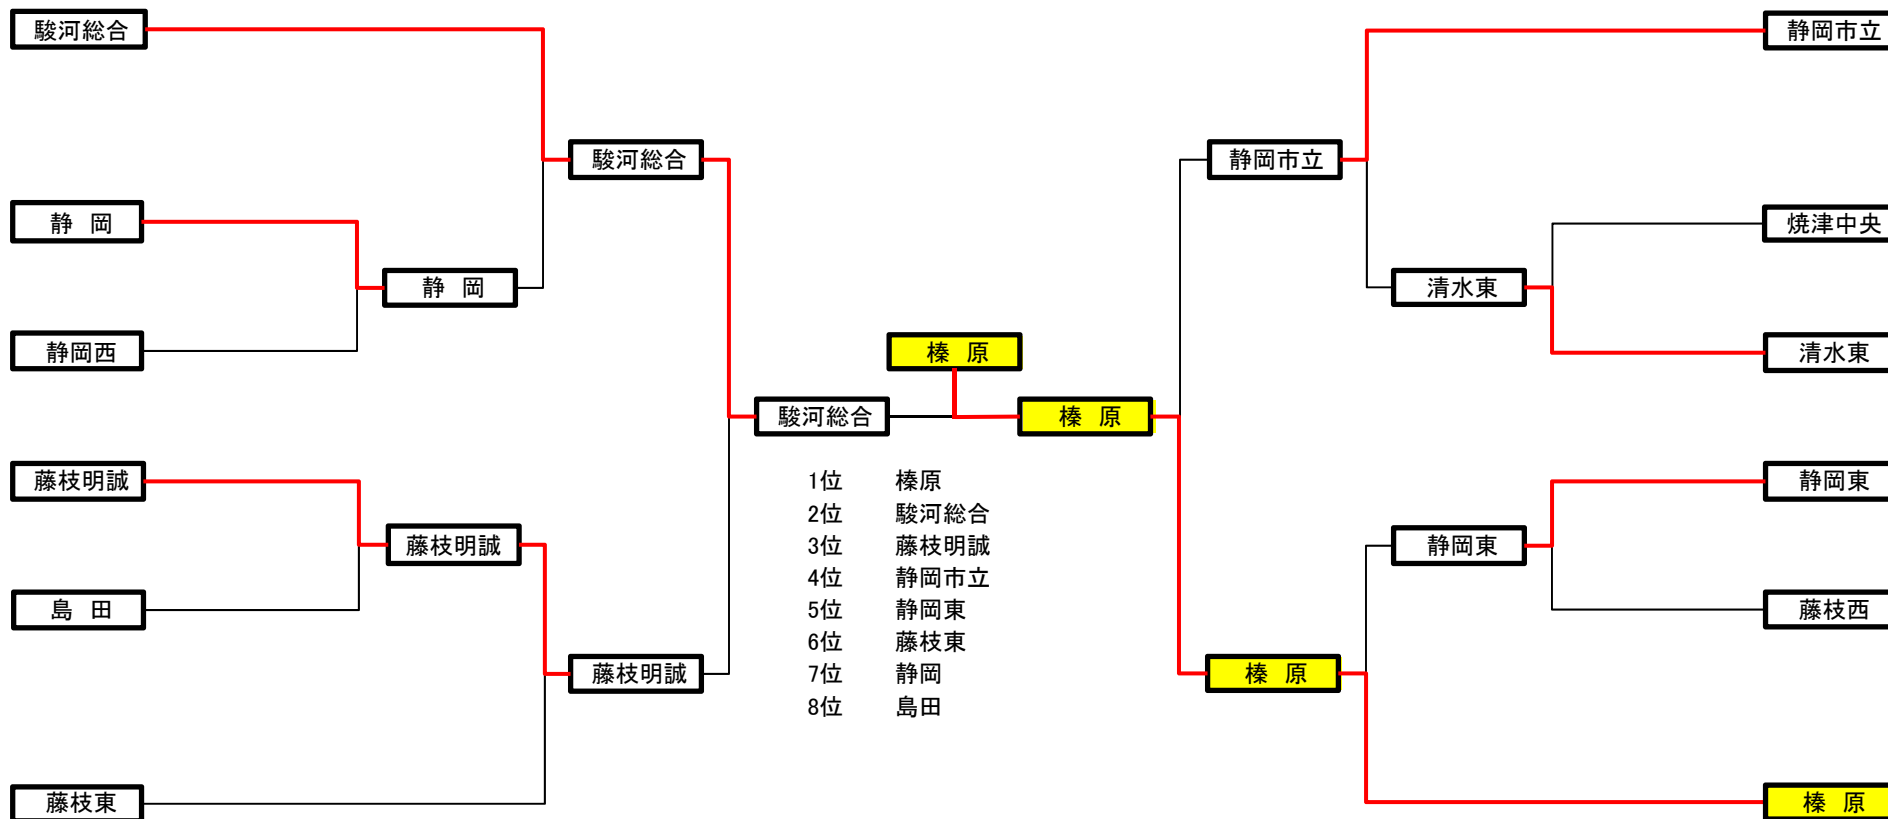 駿河総合
静岡市立
駿河総合
静岡市立
静 岡
焼津中央
静 岡
清水東
静岡西
榛 原
清水東
駿河総合
榛 原
藤枝明誠
1位 榛原
静岡東
2位 駿河総合
藤枝明誠
3位 藤枝明誠
静岡東
4位 静岡市立
島 田
5位 静岡東
藤枝西
6位 藤枝東
藤枝明誠
7位 静岡
榛 原
8位 島田
藤枝東
榛 原